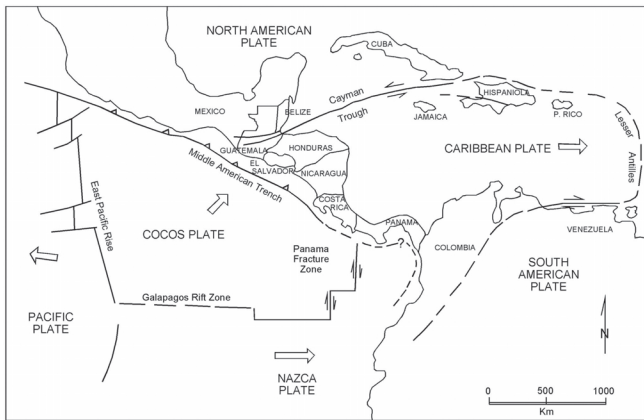 NORTH AMERICAN
PLATE
CUBA
Cayman
Trough
HISPANIOLA
MEXICO
BELIZE
JAMAICA
P. RICO
Lesser
Antilles
GUATEMALA
HONDURAS
CARIBBEAN PLATE
EL
SALVADOR
NICARAGUA
Middle American Trench
COSTA
RICA
East Pacific Rise
COCOS PLATE
PANAMA
?
COLOMBIA
VENEZUELA
Panama
Fracture
Zone
SOUTH
AMERICAN
PLATE
Galapagos Rift Zone
PACIFIC
PLATE
N
NAZCA
PLATE
0 500 1000
Km